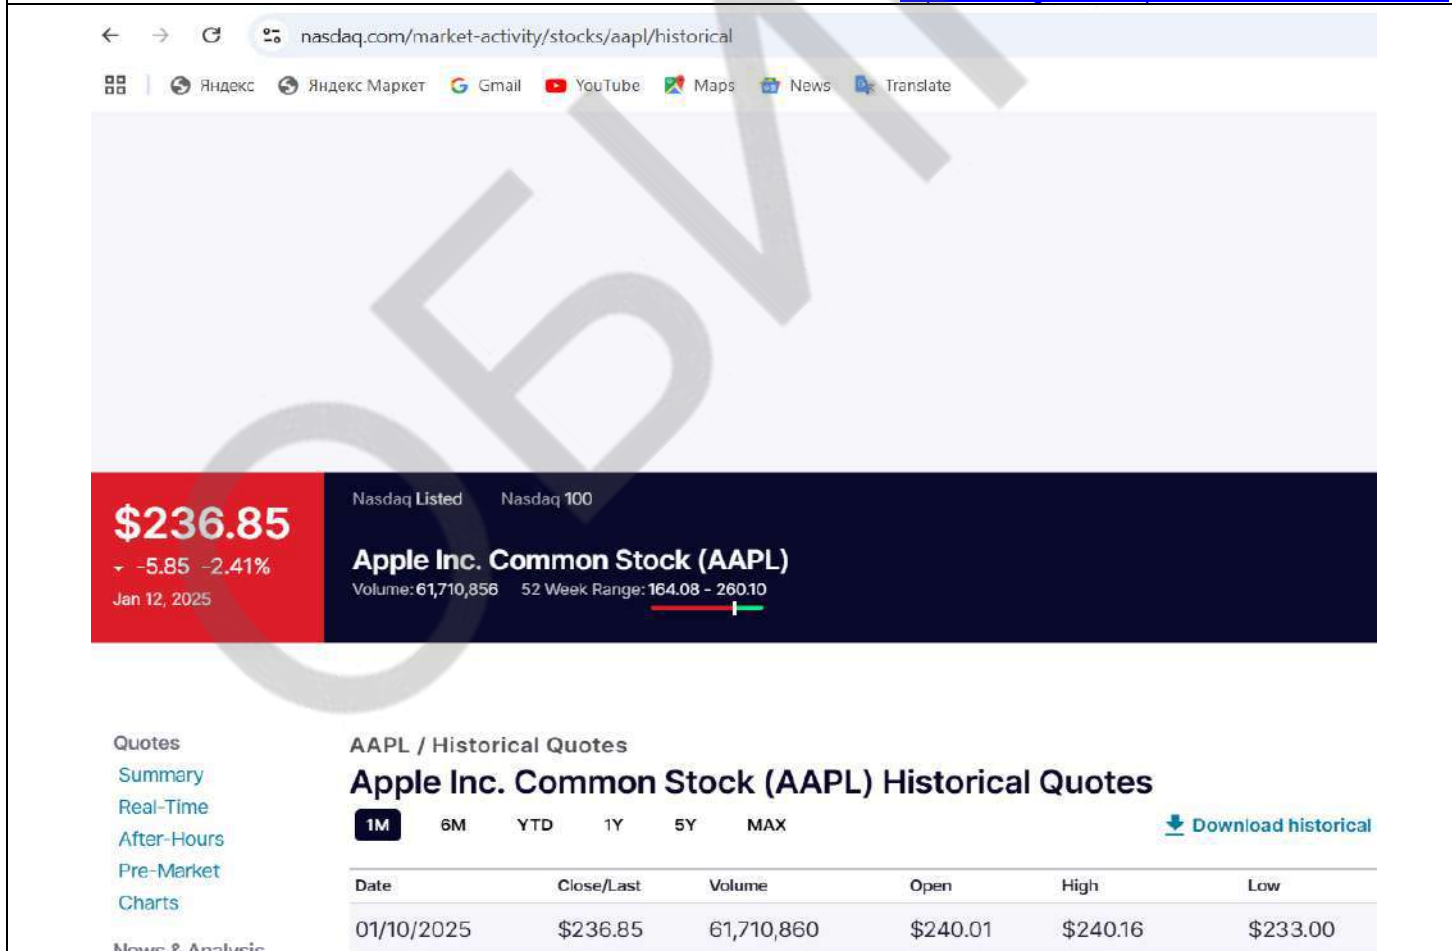 nasdaq.com/market-activity/stocks/aapl/historical
Яндекс Яндекс Маркет Gmail YouTube Maps News Translate
$236.85
-5.85 -2.41%
Jan 12, 2025
Nasdaq Listed Nasdaq 100
Apple Inc. Common Stock (AAPL)
Volume: 61,710,856 52 Week Range: 164.08 - 260.10
Quotes
Summary
Real-Time
After-Hours
Pre-Market
Charts
News & Analysis
AAPL / Historical Quotes
Apple Inc. Common Stock (AAPL) Historical Quotes
1M 6M YTD 1Y 5Y MAX
Download historical
Date Close/Last Volume Open High Low
01/10/2025 $236.85 61,710,860 $240.01 $240.16 $233.00